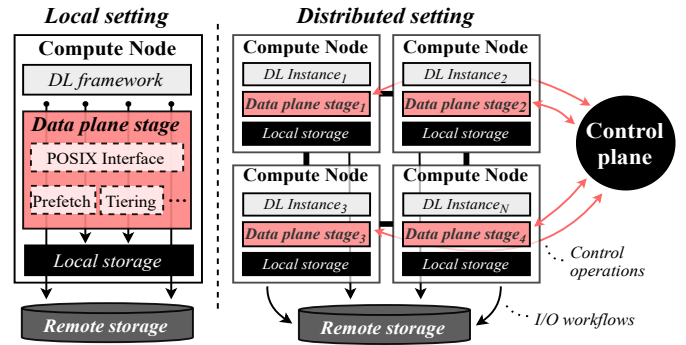 Local setting
Compute Node
DL framework
Data plane stage
POSIX Interface
Prefetch
Tiering
...
Local storage
Remote storage
Distributed setting
Compute Node
DL Instance1
Data plane stage1
Local storage
Compute Node
DL Instance2
Data plane stage2
Local storage
Compute Node
DL Instance3
Data plane stage3
Local storage
Compute Node
DL InstanceN
Data plane stage4
Local storage
Control
plane
Control
operations
Remote storage
I/O workflows